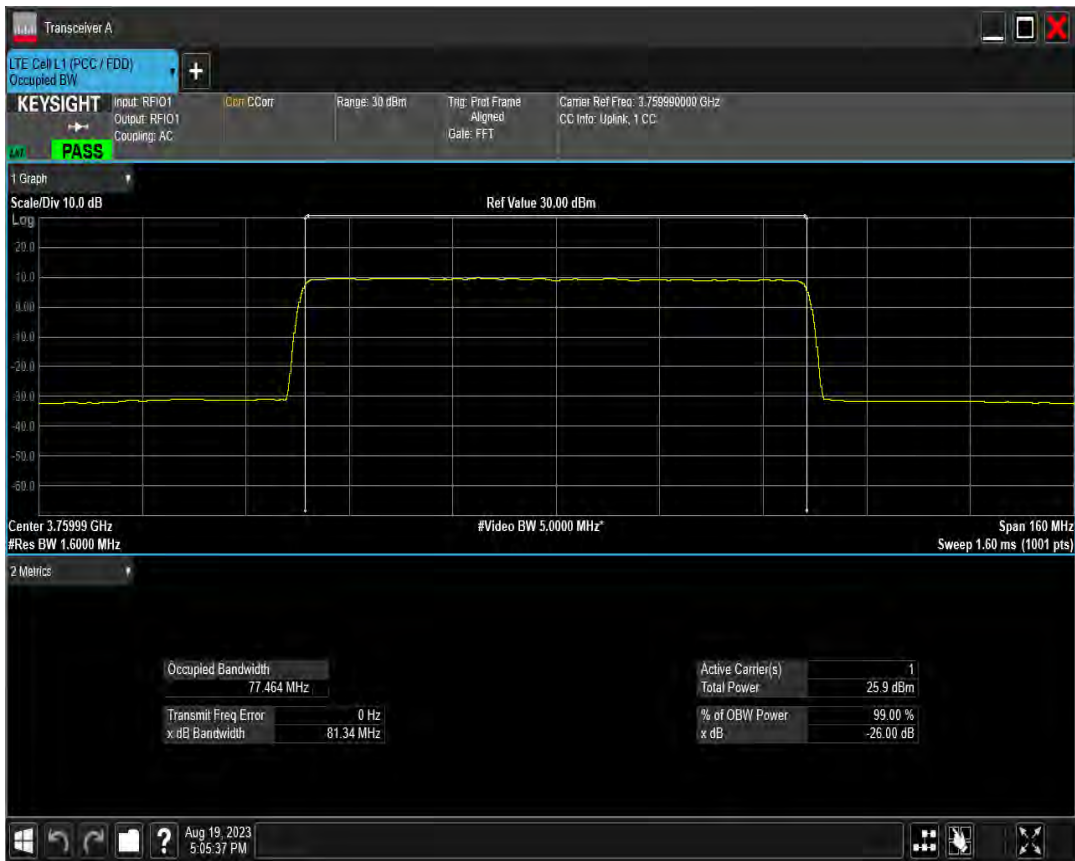 Transceiver A
LTE Cell L1 (PCC / FDD)
Occupied BW
+
KEYSIGHT
Input: RFIO1
Output: RFIO1
Coupling: AC
Corr CCorr
Range: 30 dBm
Trig: Prot Frame
Aligned
Gate: FFT
Carrier Ref Freq: 3.759990000 GHz
CC Info: Uplink, 1 CC
PASS
1 Graph
Scale/Div 10.0 dB
Ref Value 30.00 dBm
Log
20.0
10.0
0.00
-10.0
-20.0
-30.0
-40.0
-50.0
-60.0
Center 3.75999 GHz
#Video BW 5.0000 MHz*
Span 160 MHz
#Res BW 1.6000 MHz
Sweep 1.60 ms (1001 pts)
2 Metrics
Occupied Bandwidth
77.464 MHz
Transmit Freq Error 0 Hz
x dB Bandwidth 81.34 MHz
Active Carrier(s) 1
Total Power 25.9 dBm
% of OBW Power 99.00 %
x dB -26.00 dB
?
Aug 19, 2023
5:05:37 PM